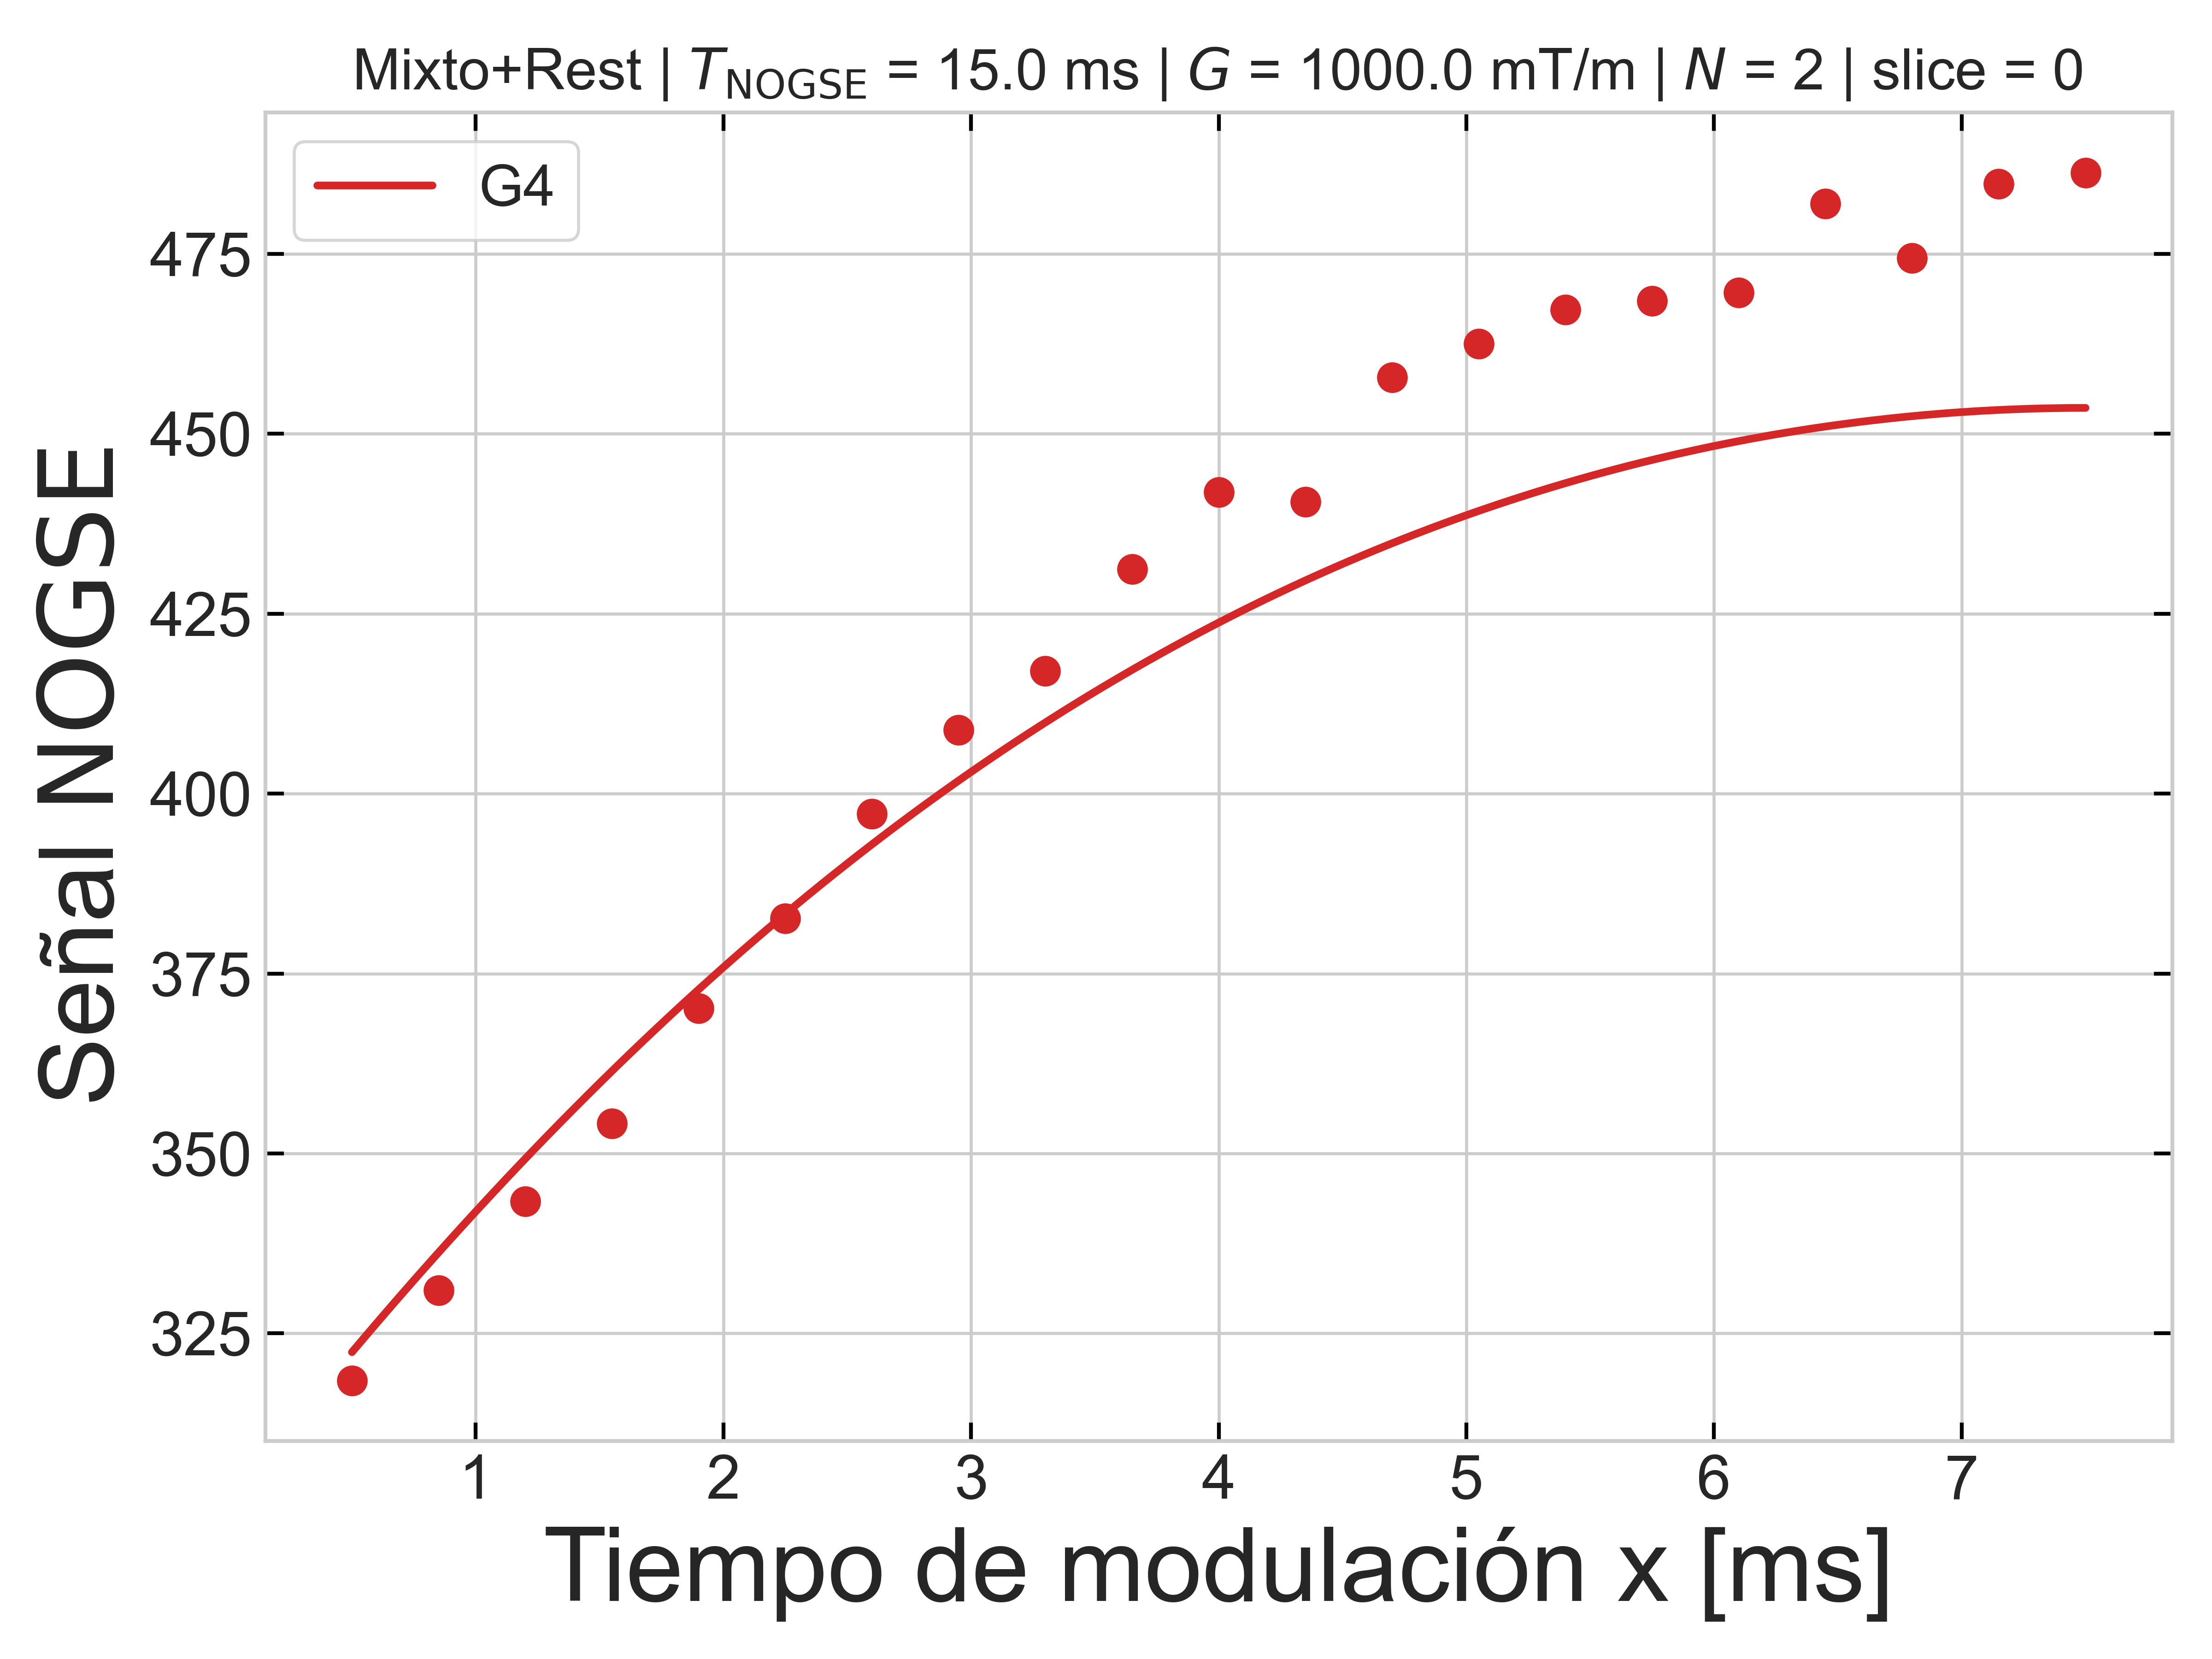 Mixto+Rest | T_NOGSE = 15.0 ms | G = 1000.0 mT/m | N = 2 | slice = 0
G4
Señal NOGSE
475
450
425
400
375
350
325
1 2 3 4 5 6 7
Tiempo de modulación x [ms]